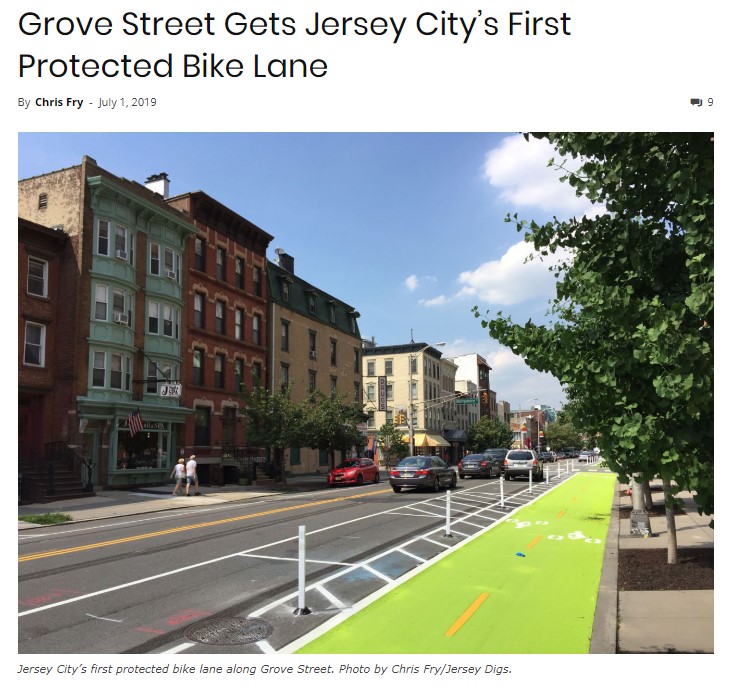 Grove Street Gets Jersey City’s First
Protected Bike Lane
By Chris Fry - July 1, 2019
9
Jersey City’s first protected bike lane along Grove Street. Photo by Chris Fry/Jersey Digs.